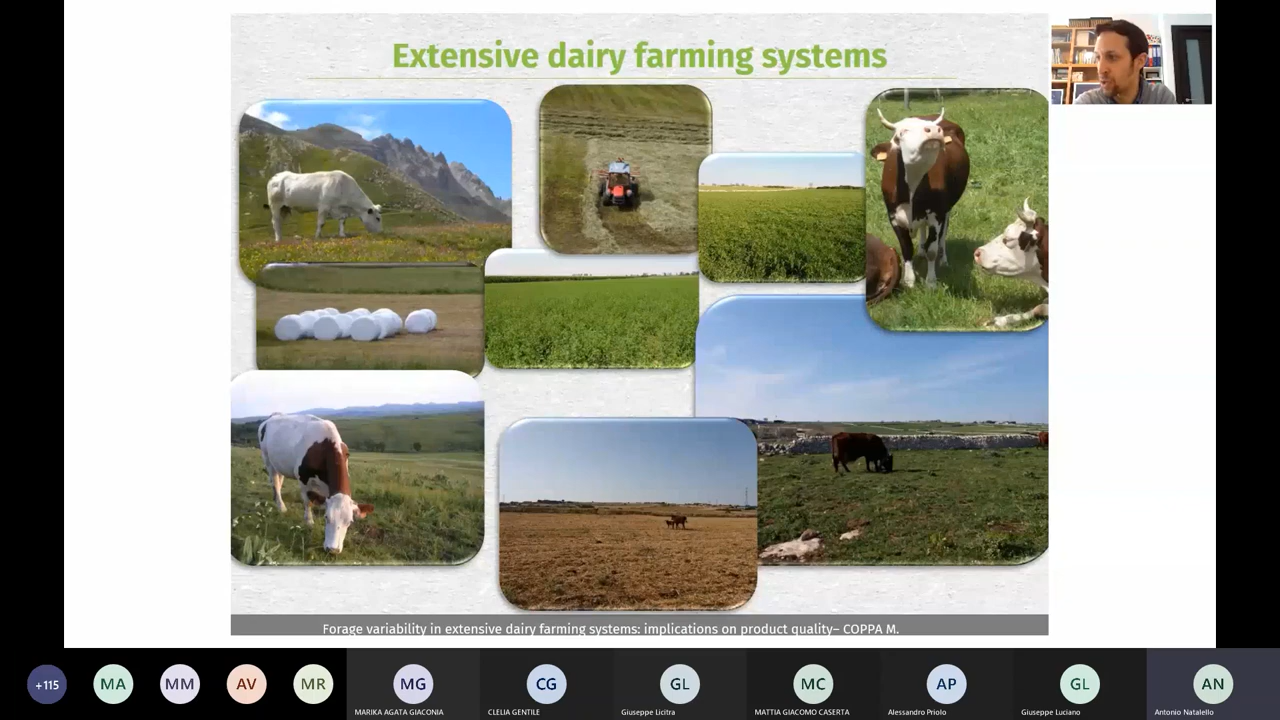 Extensive dairy farming systems
Forage variability in extensive dairy farming systems: implications on product quality– COPPA M.
+115
MA
MM
AV
MR
MG
CG
GL
MC
AP
GL
AN
MARIKA AGATA GIACONIA
CLELIA GENTILE
Giuseppe Licitra
MATTIA GIACOMO CASERTA
Alessandro Priolo
Giuseppe Luciano
Antonio Natalello